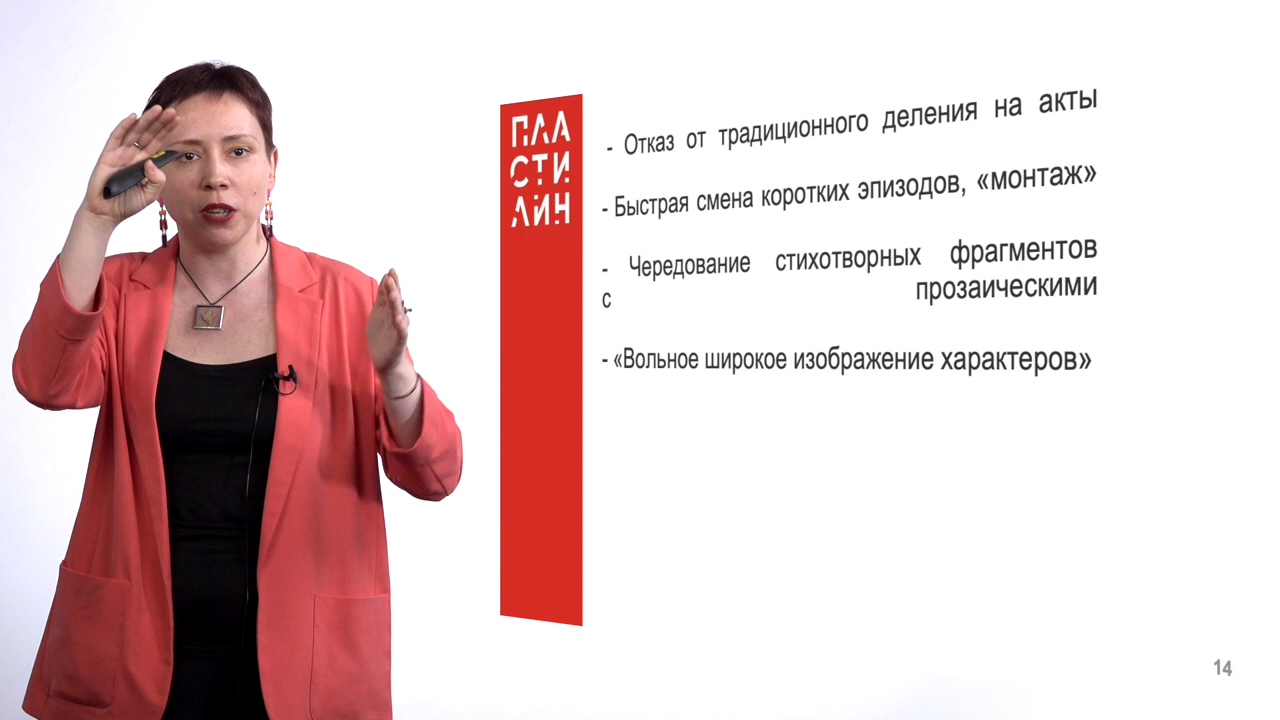 ПЛА
СТИ
ЛИН
- Отказ от традиционного деления на акты
- Быстрая смена коротких эпизодов, «монтаж»
- Чередование стихотворных фрагментов
с прозаическими
- «Вольное широкое изображение характеров»
14